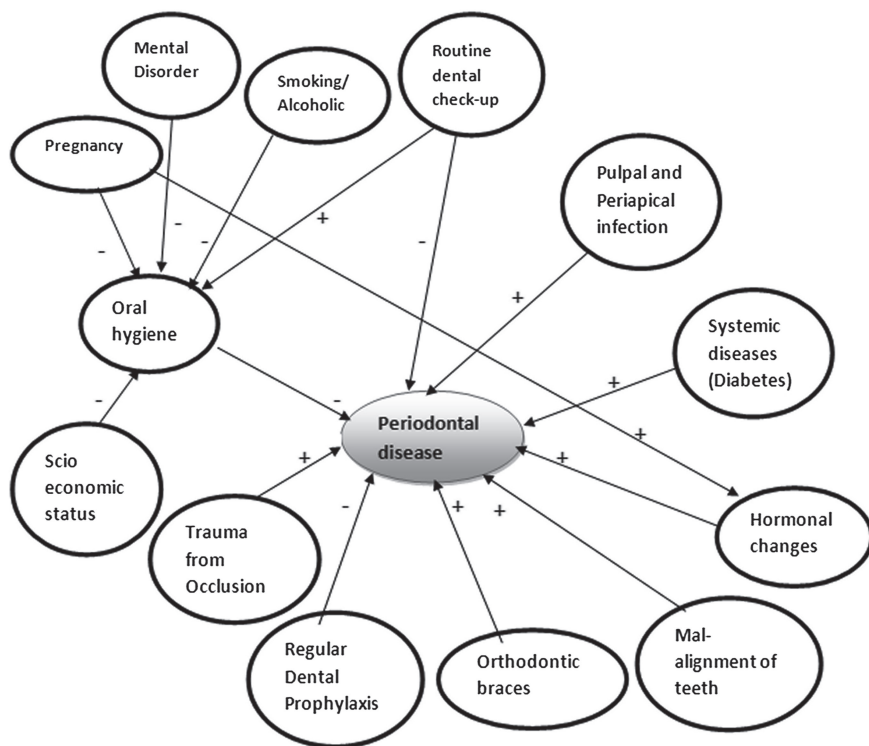 Mental
Disorder
Smoking/
Alcoholic
Routine
dental
check-up
Pregnancy
Pulpal and
Periapical
infection
-
-
-
+
-
+
Oral
hygiene
Systemic
diseases
(Diabetes)
-
-
+
+
Periodontal
disease
Scio
economic
status
+
+
Trauma
from
Occlusion
-
+
+
Hormonal
changes
Regular
Dental
Prophylaxis
Orthodontic
braces
Mal-
alignment of
teeth